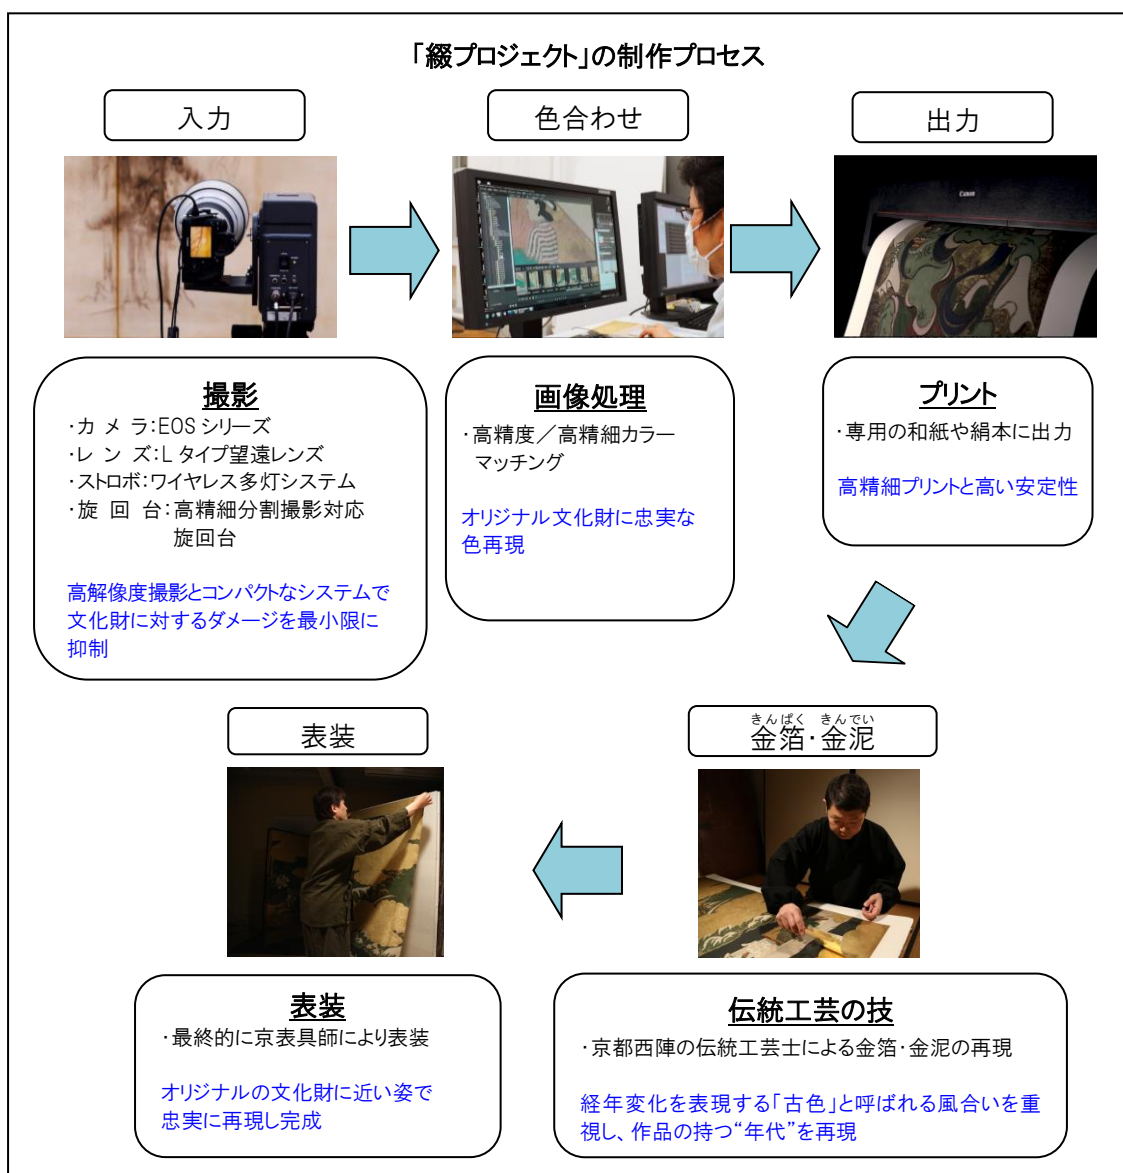 「綴プロジェクト」の制作プロセス
入力
色合わせ
出力
Canon
撮影
・カ メ ラ：EOS シリーズ
・レ ン ズ：L タイプ望遠レンズ
・ストロボ：ワイヤレス多灯システム
・旋 回 台：高精細分割撮影対応
旋回台
高解像度撮影とコンパクトなシステムで
文化財に対するダメージを最小限に
抑制
画像処理
・高精度／高精細カラー
マッチング
オリジナル文化財に忠実な
色再現
プリント
・専用の和紙や絹本に出力
高精細プリントと高い安定性
きんぱく きんでい
金箔・金泥
伝統工芸の技
・京都西陣の伝統工芸士による金箔・金泥の再現
経年変化を表現する「古色」と呼ばれる風合いを重
視し、作品の持つ“年代”を再現
表装
表装
・最終的に京表具師により表装
オリジナルの文化財に近い姿で
忠実に再現し完成